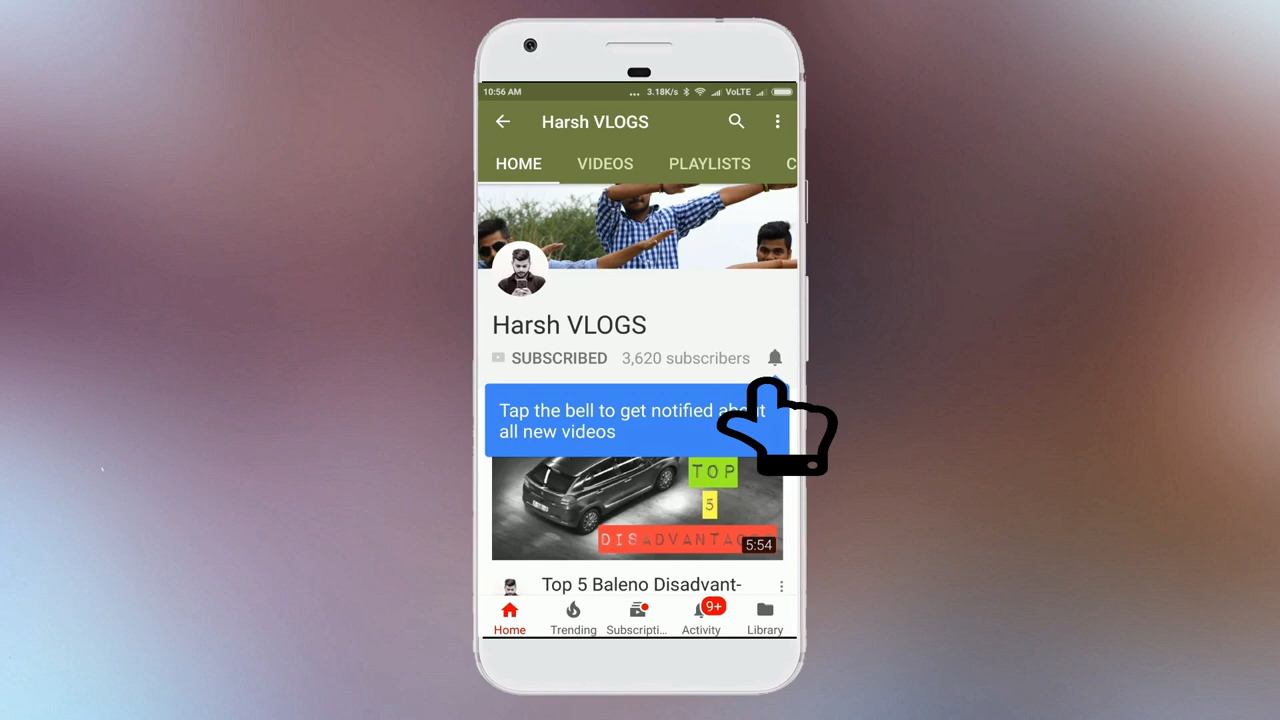 10:56 AM ... 3.18K/s VoLTE
Harsh VLOGS
HOME VIDEOS PLAYLISTS C
Harsh VLOGS
SUBSCRIBED 3,620 subscribers
Tap the bell to get notified about
all new videos
TOP
5
DISADVANTAG
5:54
Top 5 Baleno Disadvant-
9+
Home Trending Subscripti... Activity Library